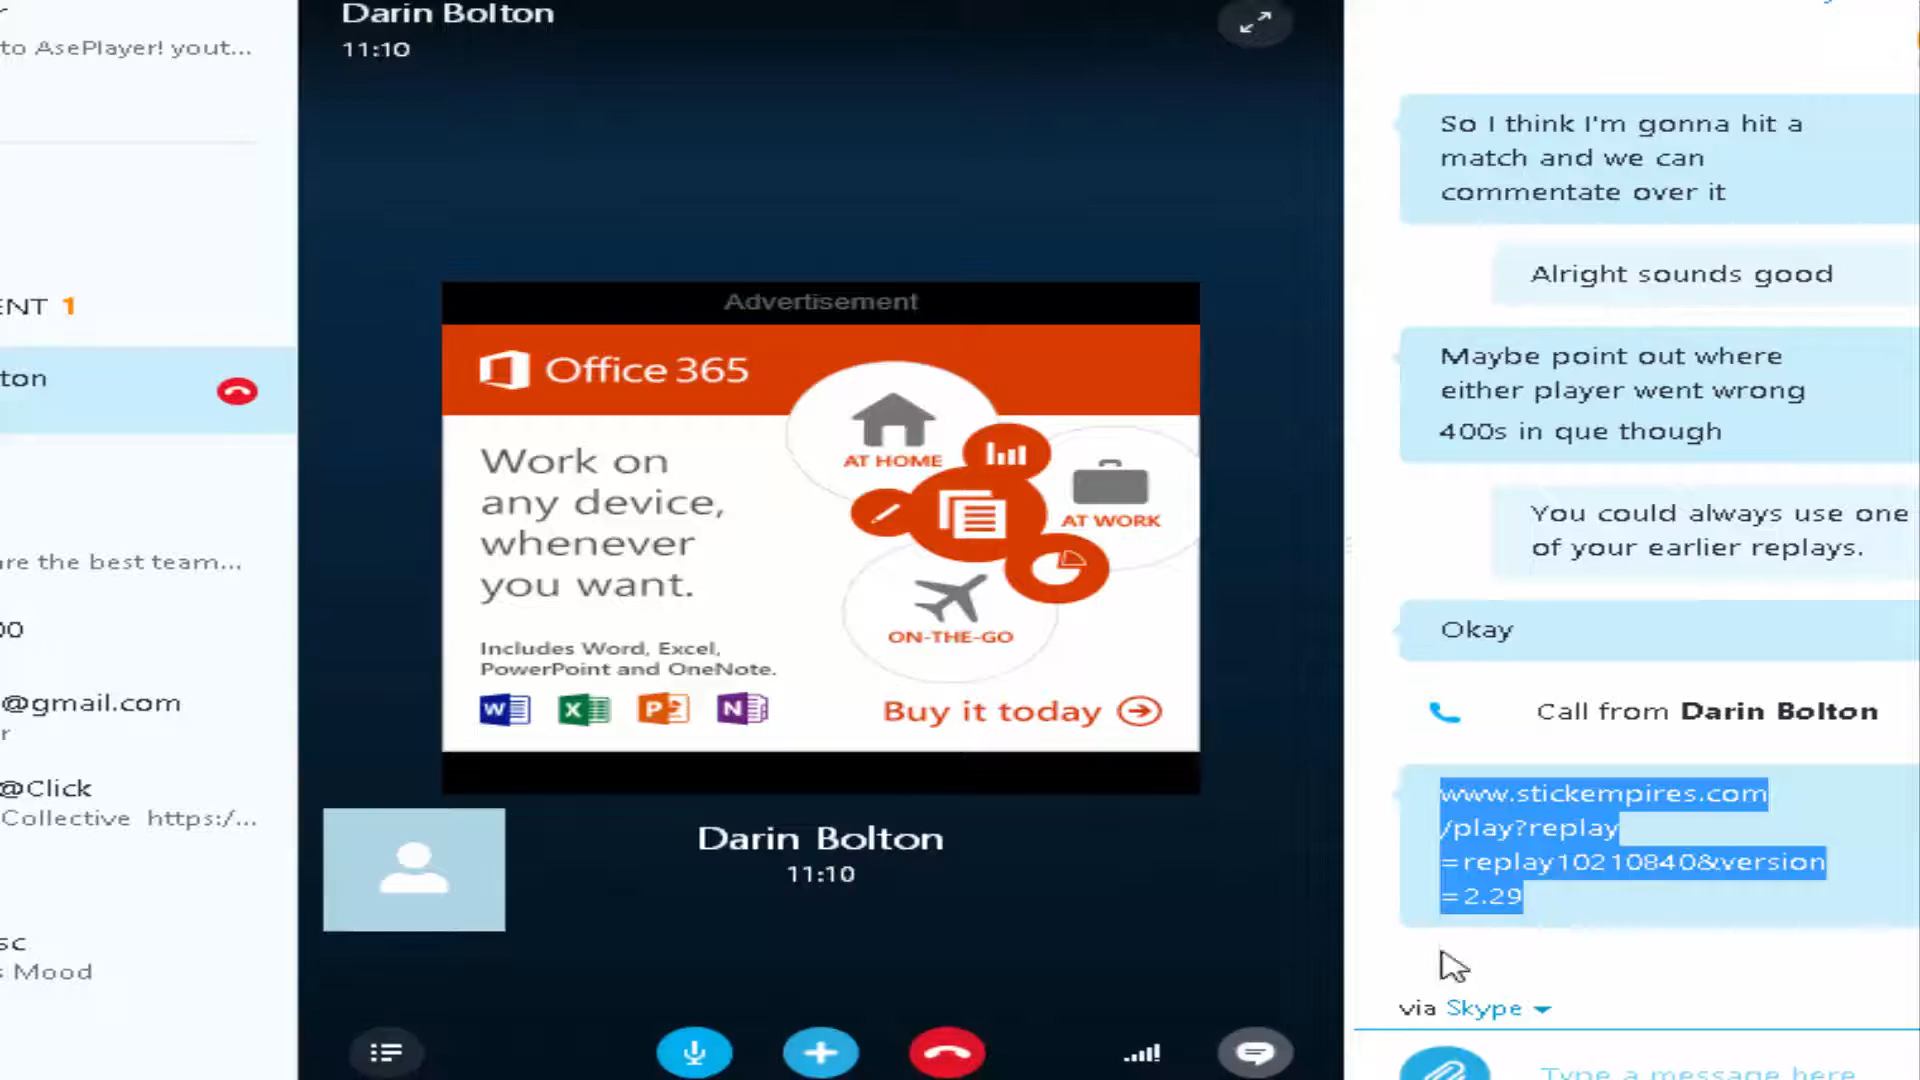 to AsePlayer! yout...
ENT 1
ton
re the best team...
00
@gmail.com
r
@Click
Collective https:/...
sc
s Mood
Darin Bolton
11:10
Advertisement
Office 365
Work on
any device,
whenever
you want.
AT HOME
AT WORK
ON-THE-GO
Includes Word, Excel,
PowerPoint and OneNote.
Buy it today
Darin Bolton
11:10
So I think I'm gonna hit a
match and we can
commentate over it
Alright sounds good
Maybe point out where
either player went wrong
400s in que though
You could always use one
of your earlier replays.
Okay
Call from Darin Bolton
www.stickempires.com
/play?replay
=replay10210840&version
=2.29
via Skype
Type a message here